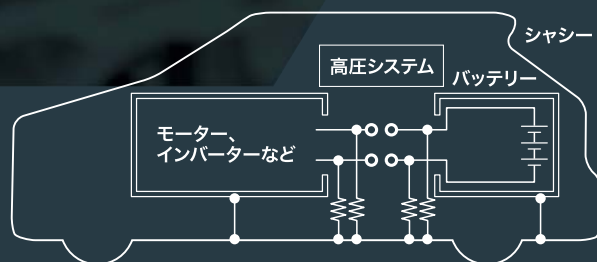 シャシー
高圧システム
バッテリー
モーター、
インバーターなど